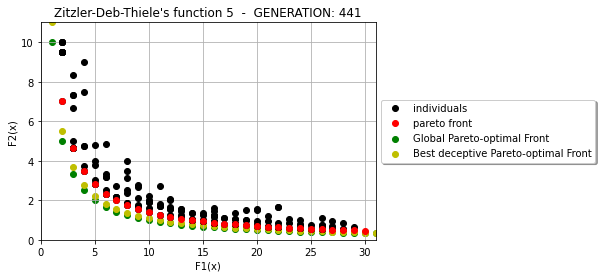 Zitzler-Deb-Thiele's function 5 - GENERATION: 441
10
8
6
4
2
0
F2(x)
0 5 10 15 20 25 30
F1(x)
individuals
pareto front
Global Pareto-optimal Front
Best deceptive Pareto-optimal Front